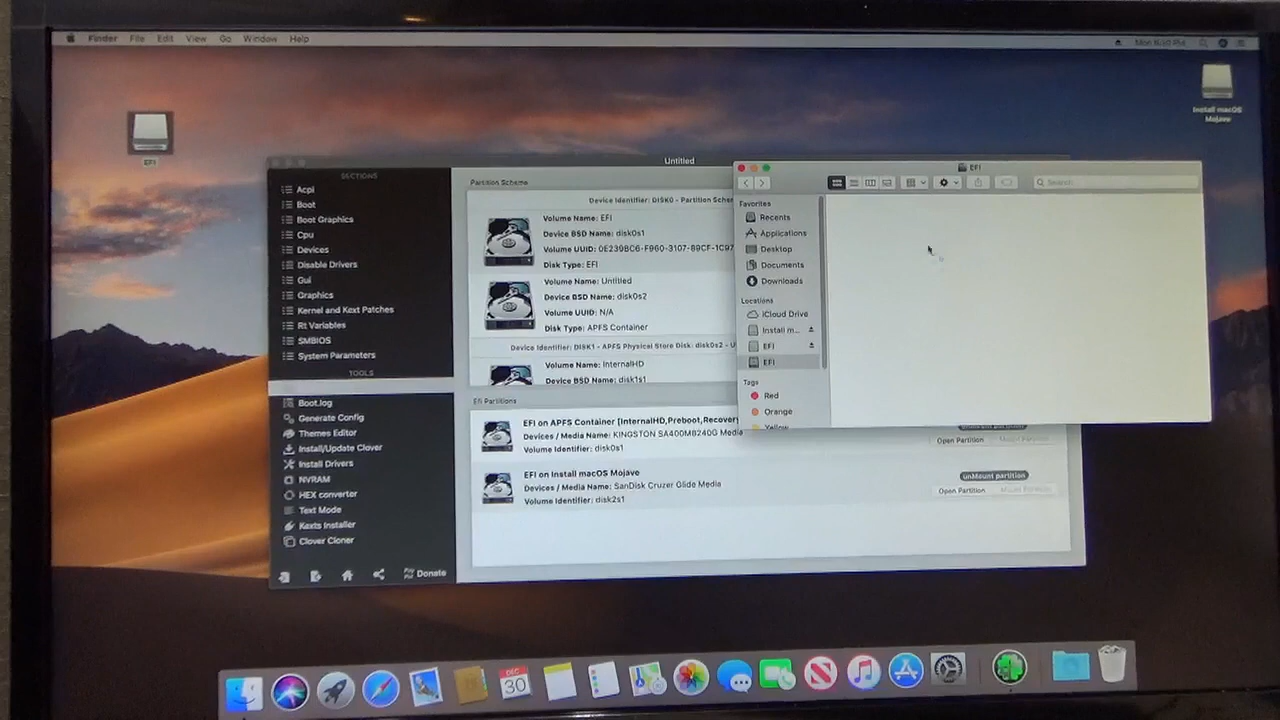 Finder File Edit View Go Window Help
Install macOS
Mojave
EFI
Untitled
SECTIONS
Acpi
Boot
Boot Graphics
Cpu
Devices
Disable Drivers
Gui
Graphics
Kernel and Kext Patches
Rt Variables
SMBIOS
System Parameters
TOOLS
Boot.log
Generate Config
Themes Editor
Install/Update Clover
Install Drivers
NVRAM
HEX converter
Text Mode
Kexts Installer
Clover Cloner
Donate
Partition Scheme
Device Identifier: DISK0 - Partition Scher
Volume Name: EFI
Device BSD Name: disk0s1
Volume UUID: 0E239BC6-F960-3107-89CF-1C97
Disk Type: EFI
Volume Name: Untitled
Device BSD Name: disk0s2
Volume UUID: N/A
Disk Type: APFS Container
Device Identifier: DISK1 - APFS Physical Store Disk: disk0s2 - U
Volume Name: InternalHD
Device BSD Name: disk1s1
Efi Partitions
EFI on APFS Container [InternalHD,Preboot,Recovery
Devices / Media Name: KINGSTON SA400M8240G Media
Volume Identifier: disk0s1
Open Partition
EFI on Install macOS Mojave
Devices / Media Name: SanDisk Cruzer Glide Media
Volume Identifier: disk2s1
unMount partition
Open Partition Mount Partition
EFI
Search
Favorites
Recents
Applications
Desktop
Documents
Downloads
Locations
iCloud Drive
Install m...
EFI
EFI
Tags
Red
Orange
Yellow
DEC
30